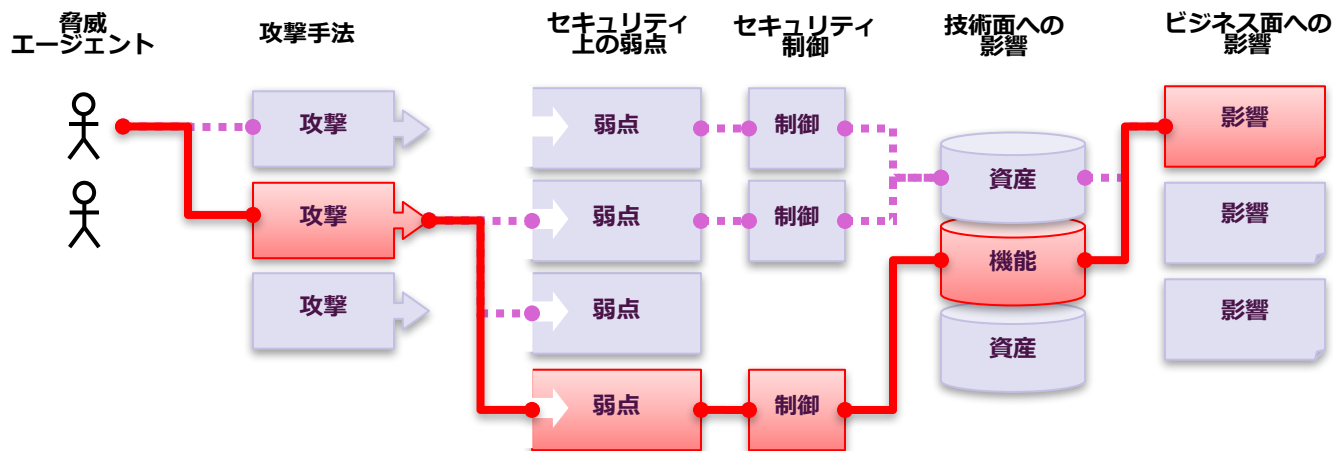 脅威
エージェント
攻撃手法
セキュリティ
上の弱点
セキュリティ
制御
技術面への
影響
ビジネス面への
影響
攻撃
弱点
制御
影響
資産
攻撃
弱点
制御
影響
機能
攻撃
弱点
影響
資産
弱点
制御